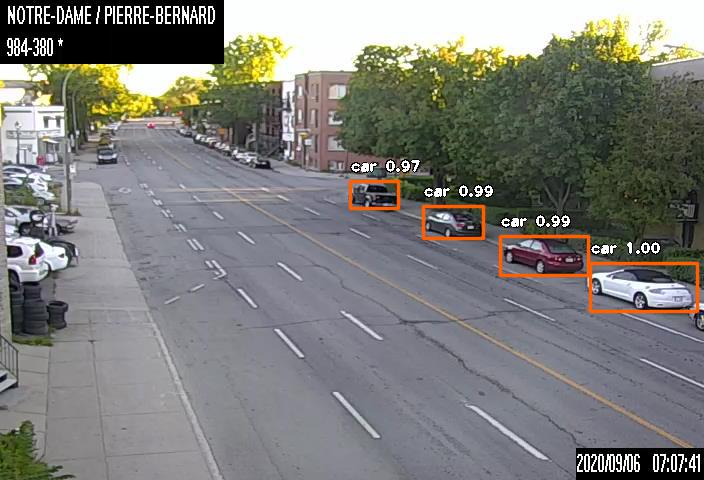 NOTRE-DAME / PIERRE-BERNARD
984-380 *
car 0.97
car 0.99
car 0.99
car 1.00
2020/09/06 07:07:41